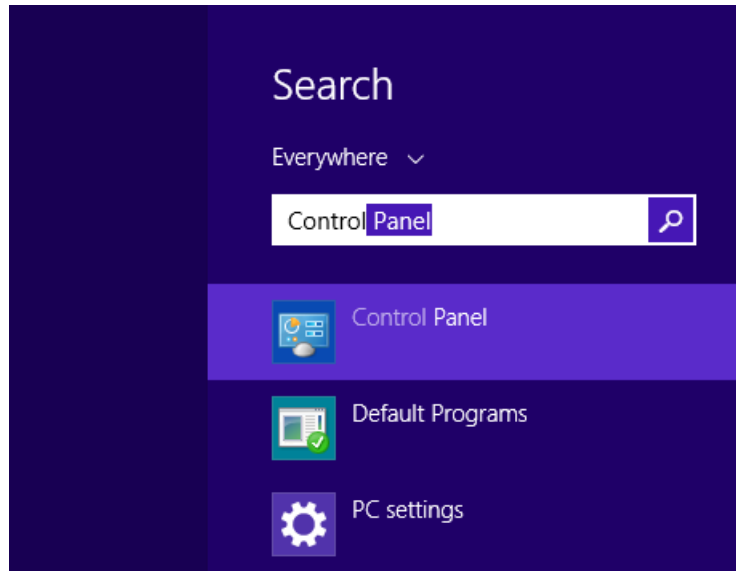 Search
Everywhere
Control Panel
Control Panel
Default Programs
PC settings